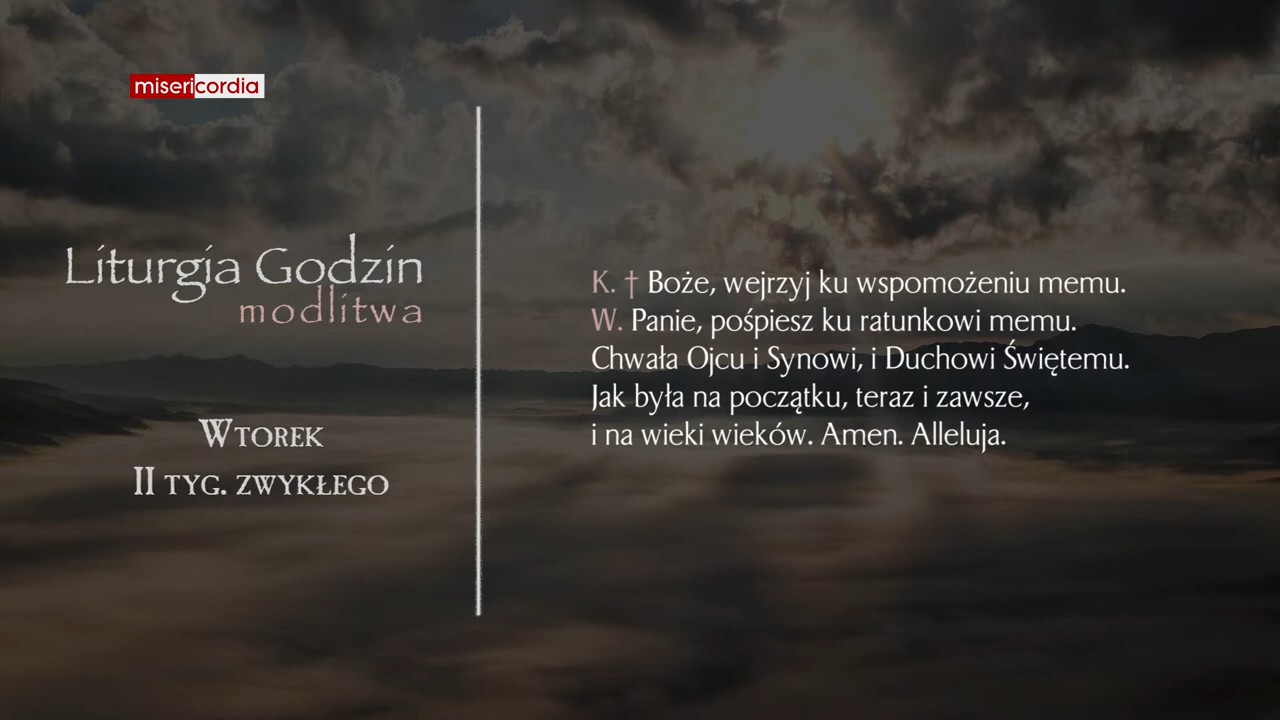 misericordia
Liturgia Godzin
modlitwa
Wtorek
II tyg. zwykłego
K. † Boże, wejrzyj ku wspomożeniu memu.
W. Panie, pośpiesz ku ratunkowi memu.
Chwała Ojcu i Synowi, i Duchowi Świętemu.
Jak była na początku, teraz i zawsze,
i na wieki wieków. Amen. Alleluja.